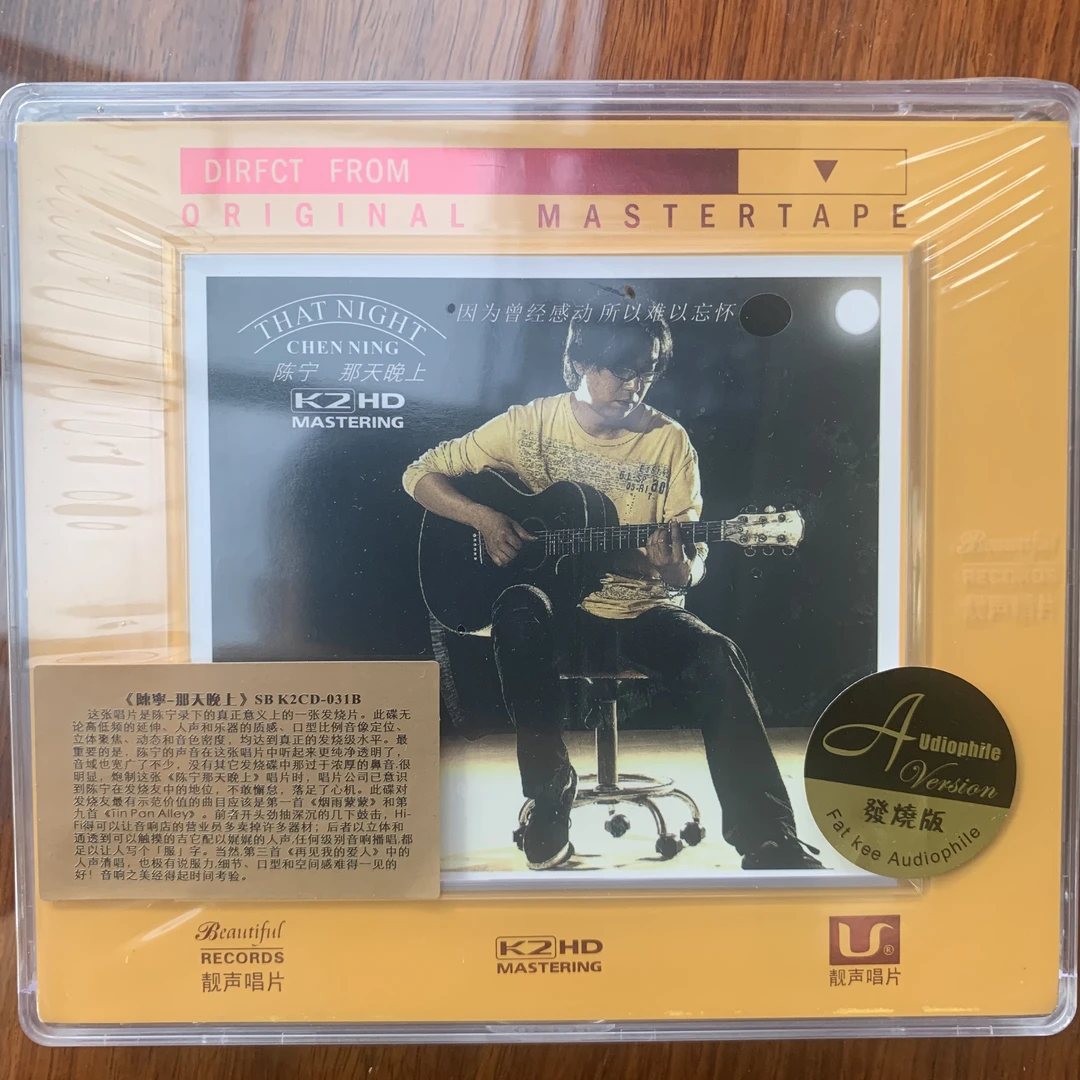 DIRFCT FROM
ORIGINAL MASTERTAPE
THAT NIGHT
CHEN NING
陈宁 那天晚上
K2HD
MASTERING
因为曾经感动 所以难以忘怀
《陳寧-那天晚上》SB K2CD-031B
这张唱片是陈宁录下的真正意义上的一张发烧片。此碟无
论高低频的延伸、人声和乐器的质感、口型比例音像定位、
立体聚焦、动态和音色密度，均达到真正的发烧级水平。最
重要的是、陈宁的声音在这张唱片中听起来更纯净透明了，
音域也宽广了不少，没有其它发烧碟中那过于浓厚的鼻音.很
明显，炮制这张《陈宁那天晚上》唱片时，唱片公司已意识
到陈宁在发烧友中的地位，不敢懈怠，落足了心机。此碟对
发烧友最有示范价值的曲目应该是第一首《烟雨蒙蒙》和第
九首《Iin Pan Alley》。前者开头劲抽深沉的几下鼓击，Hi-
Fi得可以让音响店的营业员多卖掉许多器材；后者以立体和
通透到可以触摸的吉它配以娓娓的人声,任何级别音响播唱,都
足以让人写个「服」字。当然,第三首《再见我的爱人》中的
人声清唱，也极有说服力,细节、口型和空间感难得一见的
好！音响之美经得起时间考验。
Audiophile
Version
發燒版
Fat kee Audiophile
Beautiful
RECORDS
靓声唱片
K2HD
MASTERING
U®
靓声唱片
Beautiful
RECORDS
靓声唱片